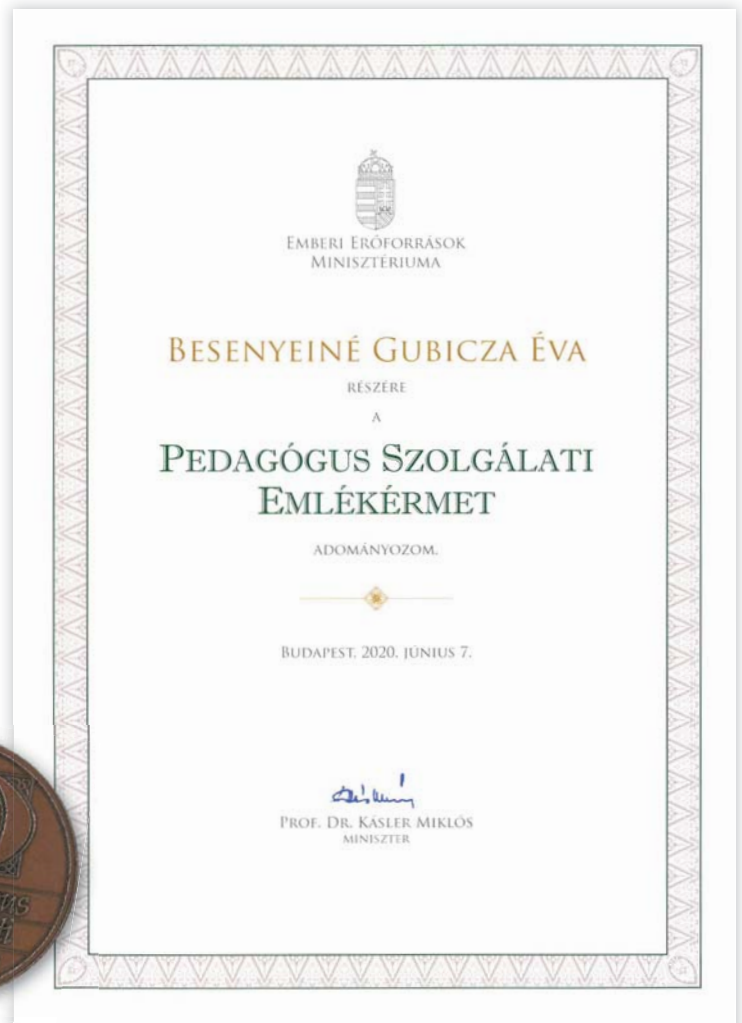 EMBERI ERŐFORRÁSOK
MINISZTÉRIUMA
BESENYEINÉ GUBICZA ÉVA
RÉSZÉRE
A
PEDAGÓGUS SZOLGÁLATI
EMLÉKÉRMET
ADOMÁNYOZOM.
BUDAPEST, 2020. JÚNIUS 7.
PROF. DR. KÁSLER MIKLÓS
MINISZTER